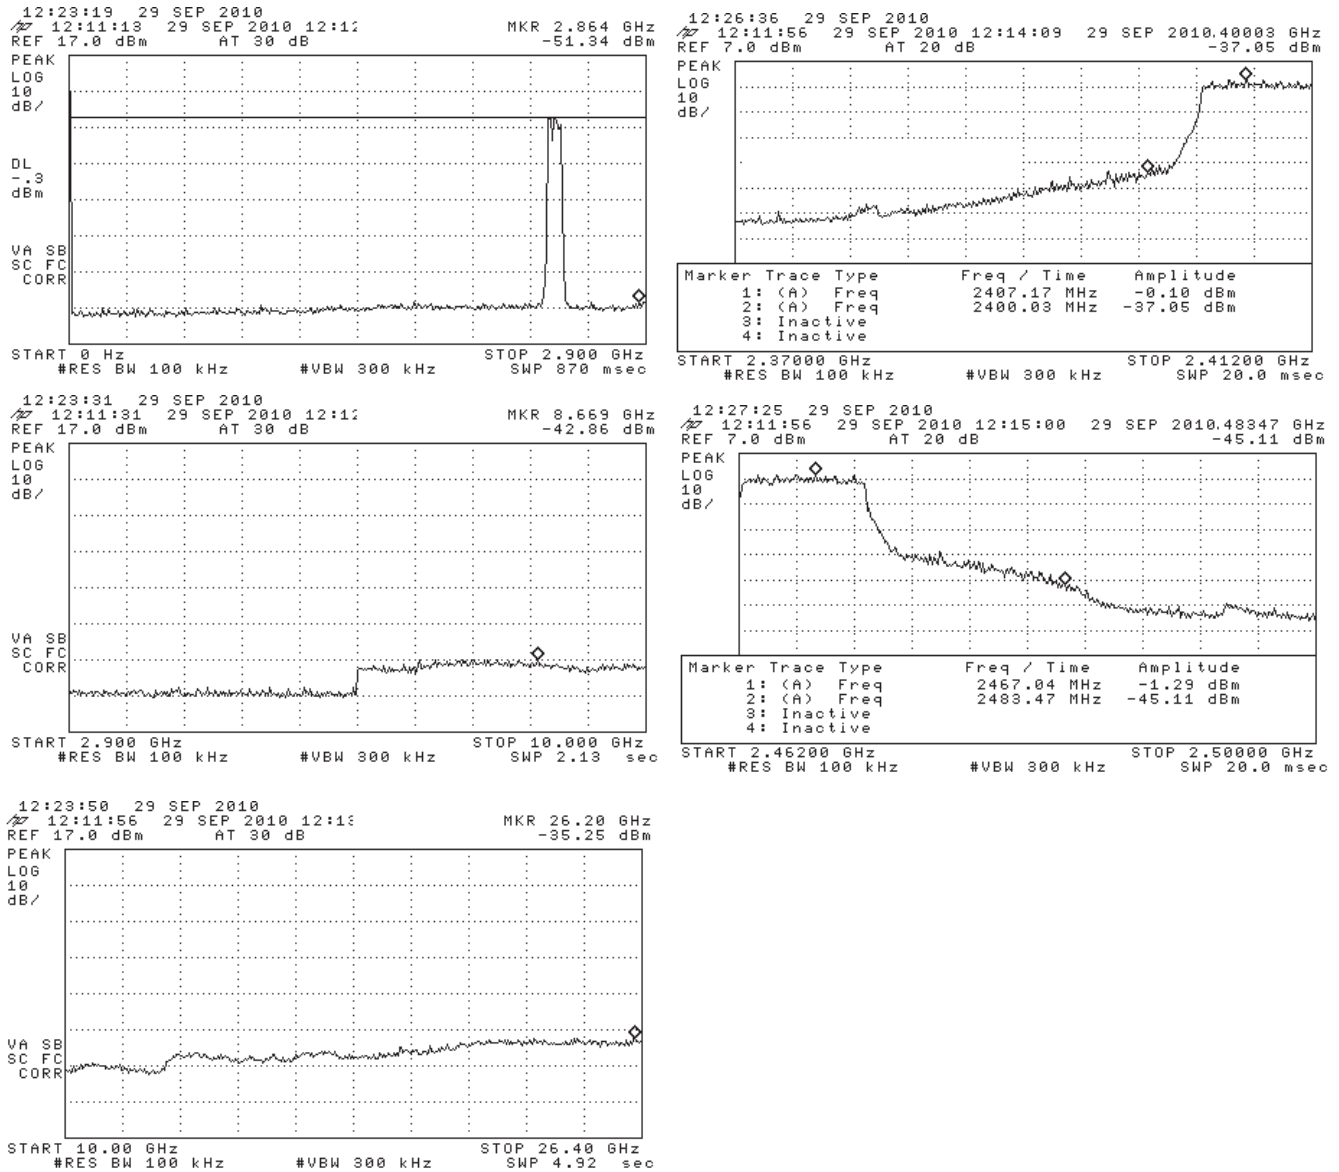 12:23:19 29 SEP 2010
hp 12:11:13 29 SEP 2010 12:12 MKR 2.864 GHz
REF 17.0 dBm AT 30 dB -51.34 dBm
PEAK
LOG
10
dB/
DL
-.3
dBm
VA SB
SC FC
CORR
START 0 Hz STOP 2.900 GHz
#RES BW 100 kHz #VBW 300 kHz SWP 870 msec
12:26:36 29 SEP 2010
hp 12:11:56 29 SEP 2010 12:14:09 29 SEP 2010.40003 GHz
REF 7.0 dBm AT 20 dB -37.05 dBm
PEAK
LOG
10
dB/
Marker Trace Type Freq / Time Amplitude
1: (A) Freq 2407.17 MHz -0.10 dBm
2: (A) Freq 2400.03 MHz -37.05 dBm
3: Inactive
4: Inactive
START 2.37000 GHz STOP 2.41200 GHz
#RES BW 100 kHz #VBW 300 kHz SWP 20.0 msec
12:23:31 29 SEP 2010
hp 12:11:31 29 SEP 2010 12:12 MKR 8.669 GHz
REF 17.0 dBm AT 30 dB -42.86 dBm
PEAK
LOG
10
dB/
VA SB
SC FC
CORR
START 2.900 GHz STOP 10.000 GHz
#RES BW 100 kHz #VBW 300 kHz SWP 2.13 sec
12:27:25 29 SEP 2010
hp 12:11:56 29 SEP 2010 12:15:00 29 SEP 2010.48347 GHz
REF 7.0 dBm AT 20 dB -45.11 dBm
PEAK
LOG
10
dB/
Marker Trace Type Freq / Time Amplitude
1: (A) Freq 2467.04 MHz -1.29 dBm
2: (A) Freq 2483.47 MHz -45.11 dBm
3: Inactive
4: Inactive
START 2.46200 GHz STOP 2.50000 GHz
#RES BW 100 kHz #VBW 300 kHz SWP 20.0 msec
12:23:50 29 SEP 2010
hp 12:11:56 29 SEP 2010 12:13 MKR 26.20 GHz
REF 17.0 dBm AT 30 dB -35.25 dBm
PEAK
LOG
10
dB/
VA SB
SC FC
CORR
START 10.00 GHz STOP 26.40 GHz
#RES BW 100 kHz #VBW 300 kHz SWP 4.92 sec